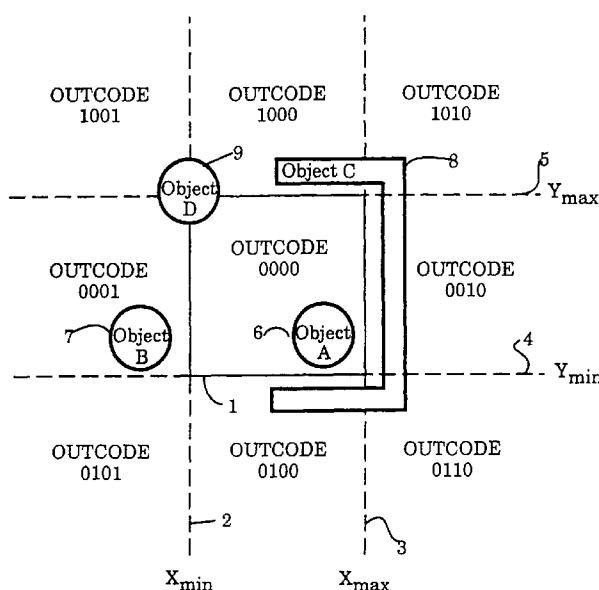 OUTCODE
1001
OUTCODE
1000
OUTCODE
1010
9
8
5
Object
D
Object C
Ymax
OUTCODE
0001
OUTCODE
0000
OUTCODE
0010
7
Object
B
6
Object
A
4
Ymin
1
OUTCODE
0101
OUTCODE
0100
OUTCODE
0110
2
3
Xmin
Xmax